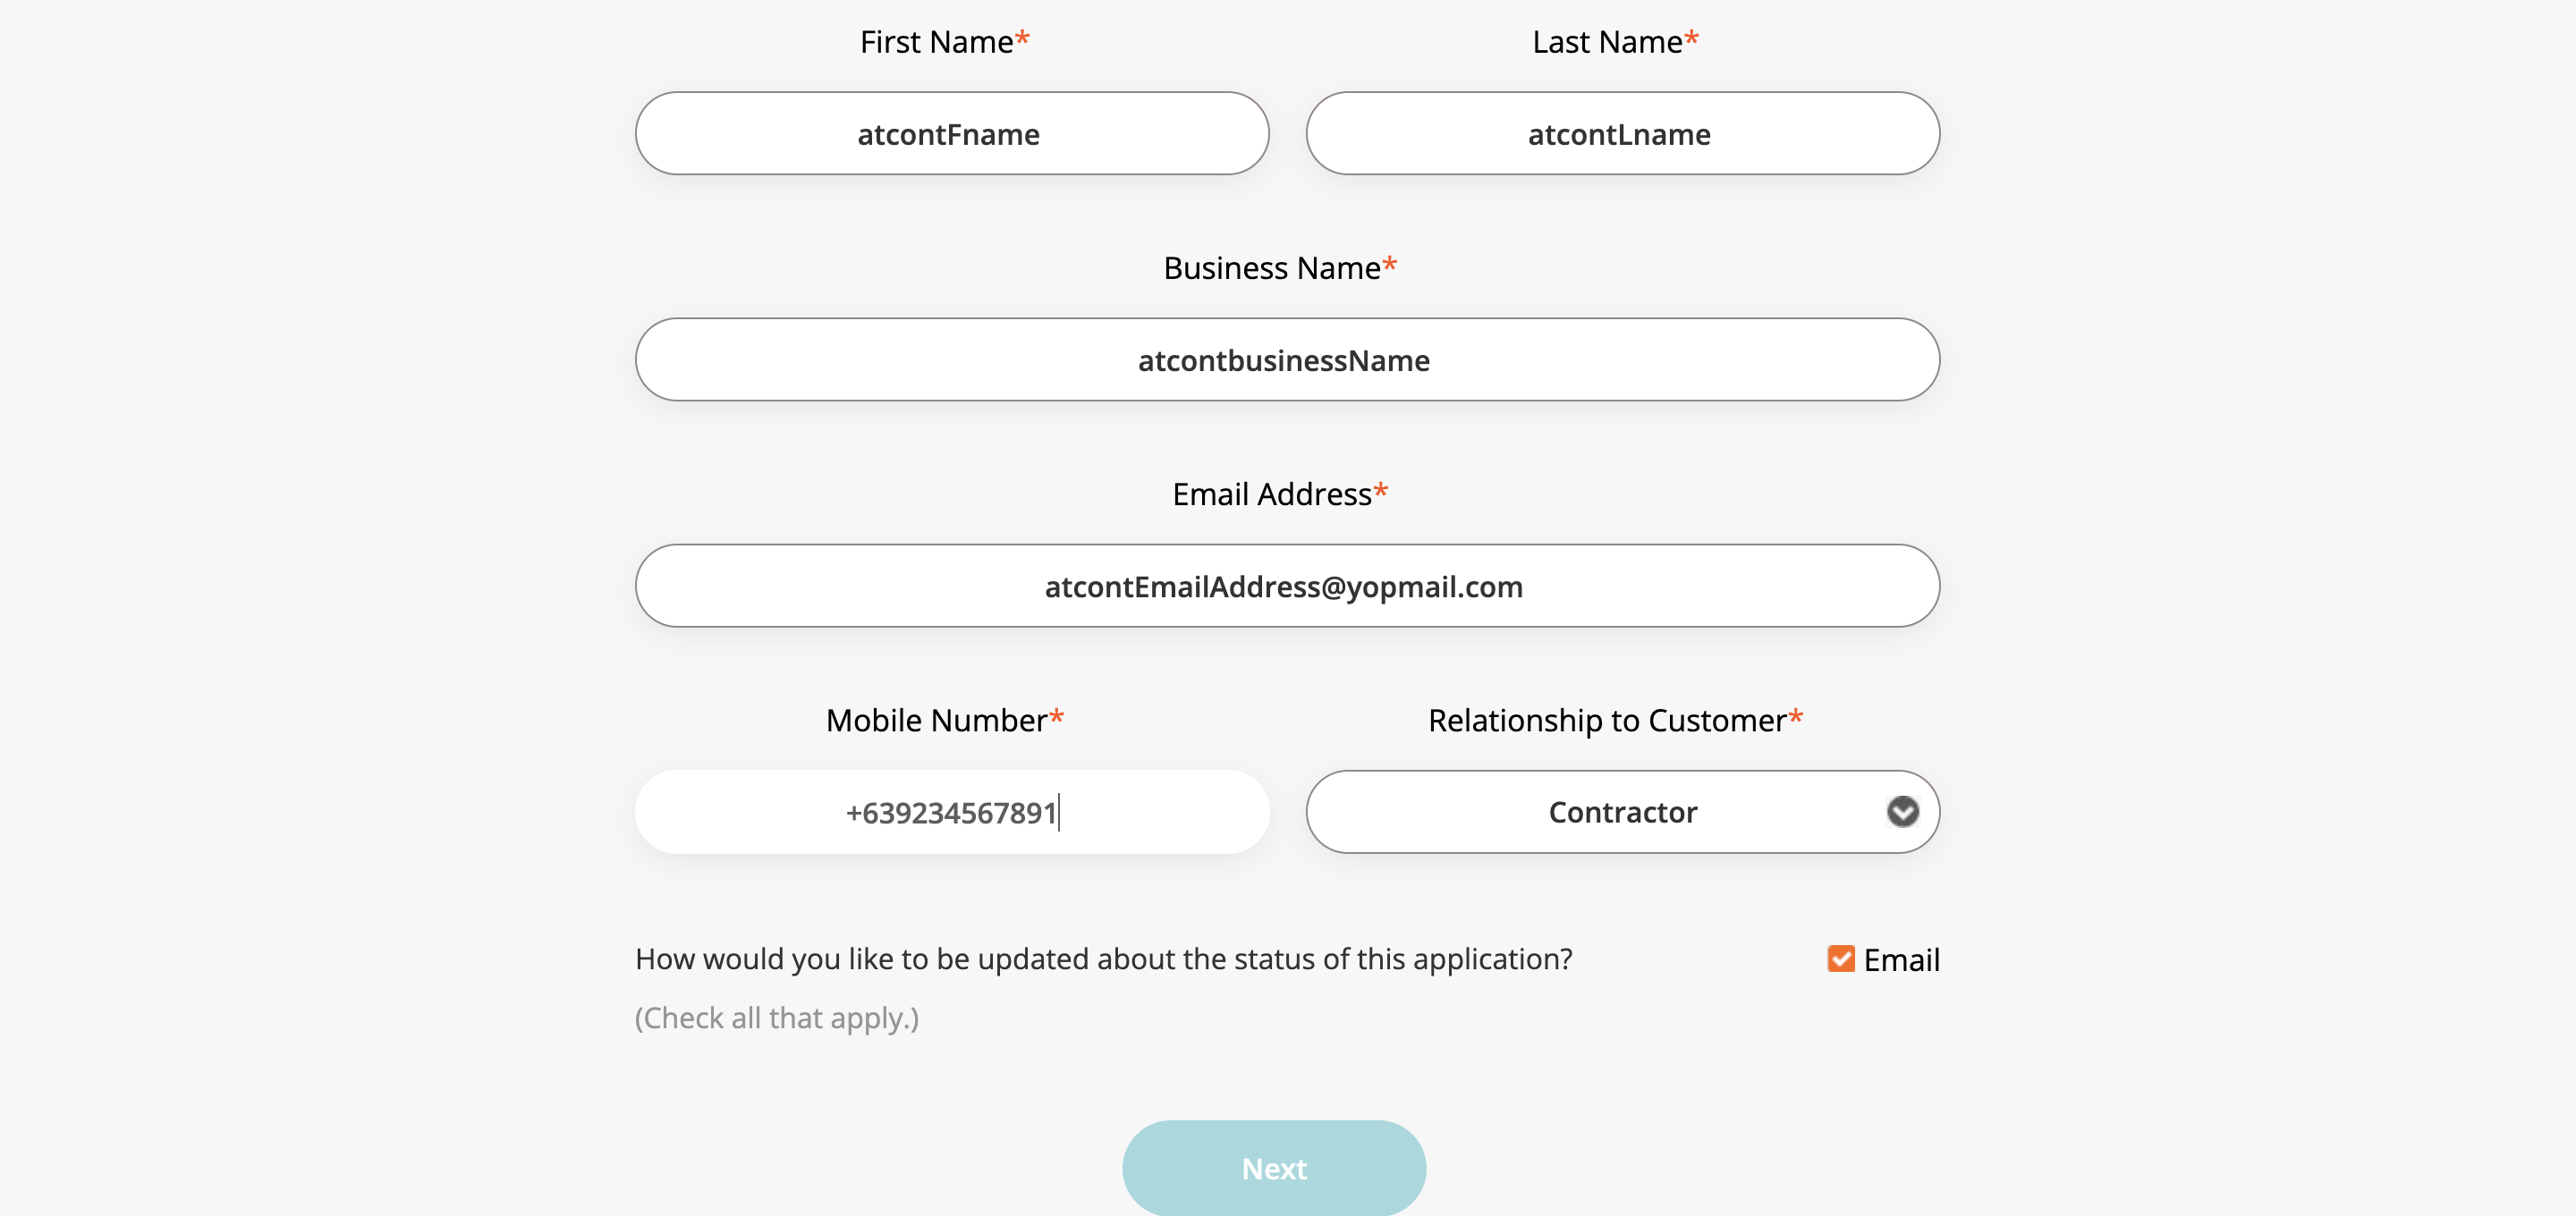 First Name* Last Name*
atcontFname atcontLname
Business Name*
atcontbusinessName
Email Address*
atcontEmailAddress@yopmail.com
Mobile Number* Relationship to Customer*
+639234567891 Contractor
How would you like to be updated about the status of this application? Email
(Check all that apply.)
Next